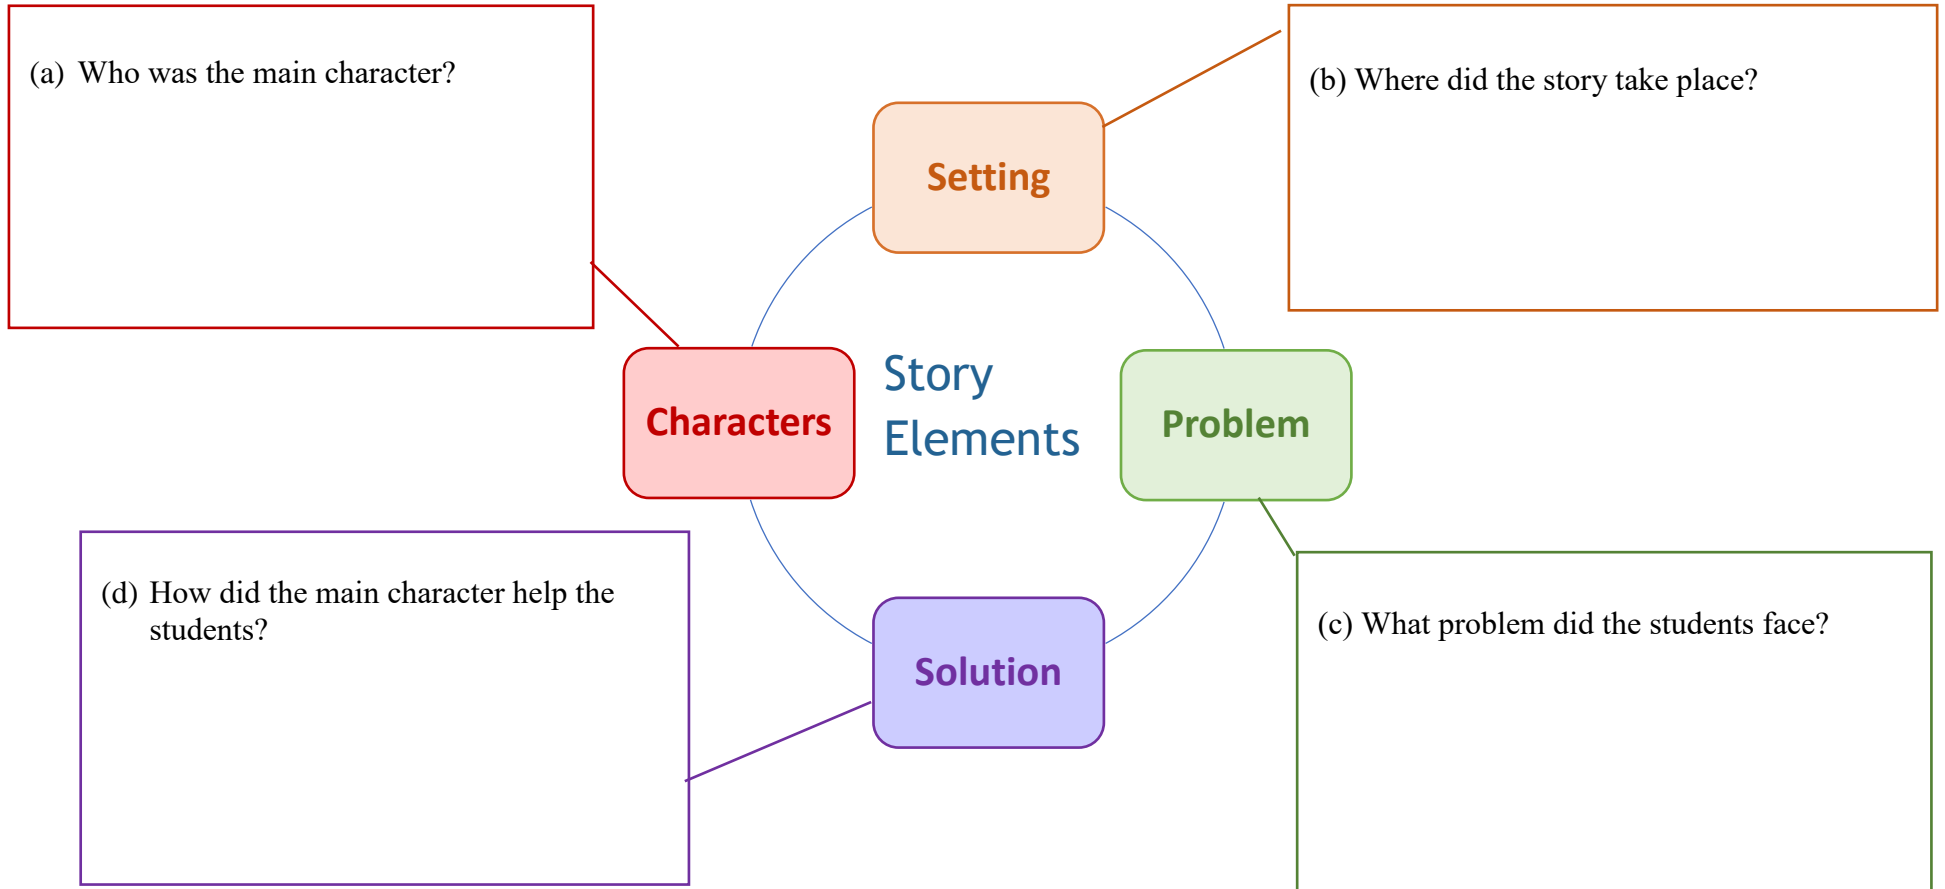 (a) Who was the main character?
(b) Where did the story take place?
Setting
Characters
Story
Elements
Problem
(d) How did the main character help the
students?
(c) What problem did the students face?
Solution